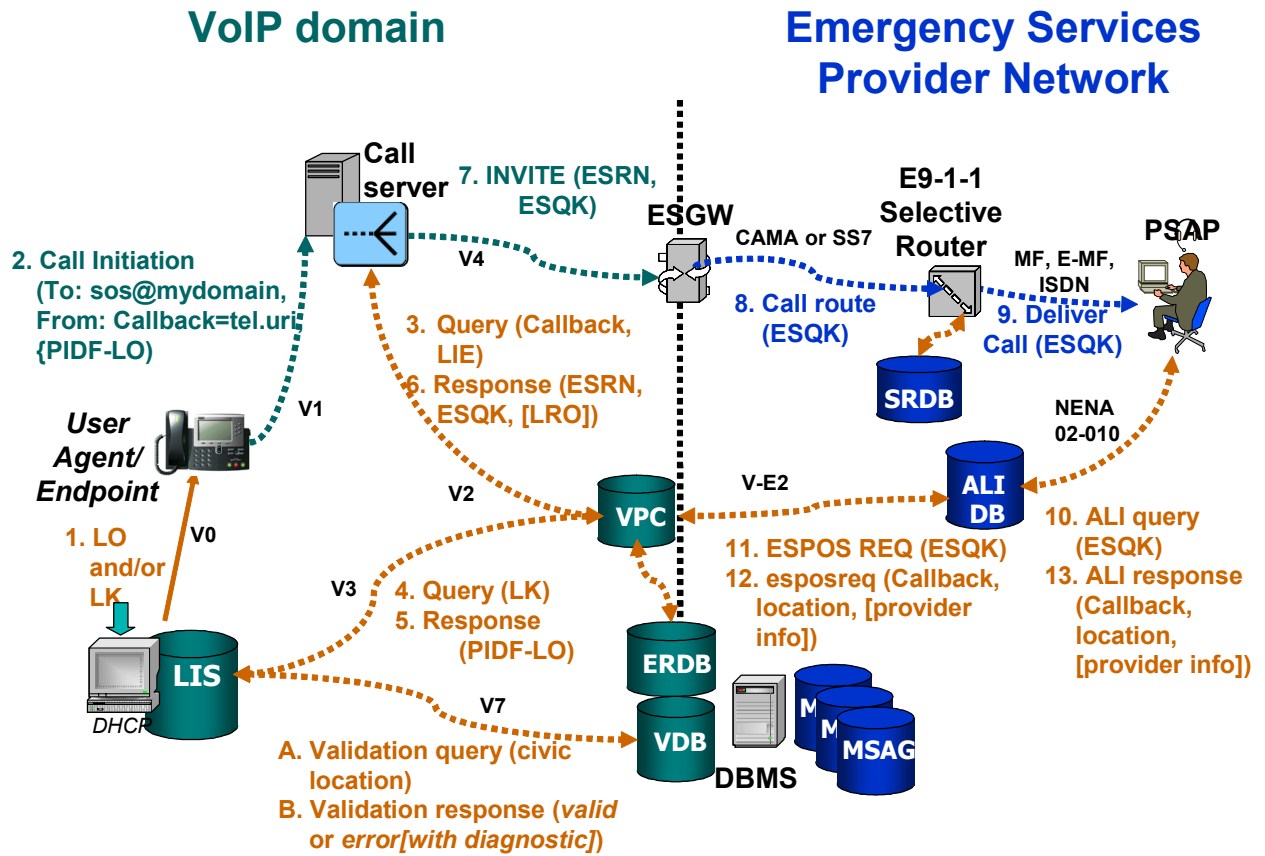 VoIP domain
Emergency Services
Provider Network
Call
server
7. INVITE (ESRN,
ESQK)
ESGW
E9-1-1
Selective
Router
PSAP
CAMA or SS7
MF, E-MF,
ISDN
V4
2. Call Initiation
(To: sos@mydomain,
From: Callback=tel.uri,
{PIDF-LO)
8. Call route
(ESQK)
9. Deliver
Call (ESQK)
3. Query (Callback,
LIE)
6. Response (ESRN,
ESQK, [LRO])
SRDB
V1
NENA
02-010
User
Agent/
Endpoint
V2
V-E2
VPC
ALI
DB
1. LO
and/or
LK
V0
10. ALI query
(ESQK)
13. ALI response
(Callback,
location,
[provider info])
11. ESPOS REQ (ESQK)
12. esposreq (Callback,
location, [provider
info])
V3
4. Query (LK)
5. Response
(PIDF-LO)
ERDB
LIS
DHCP
V7
VDB
DBMS
M
M
MSAG
A. Validation query (civic
location)
B. Validation response (valid
or error[with diagnostic])